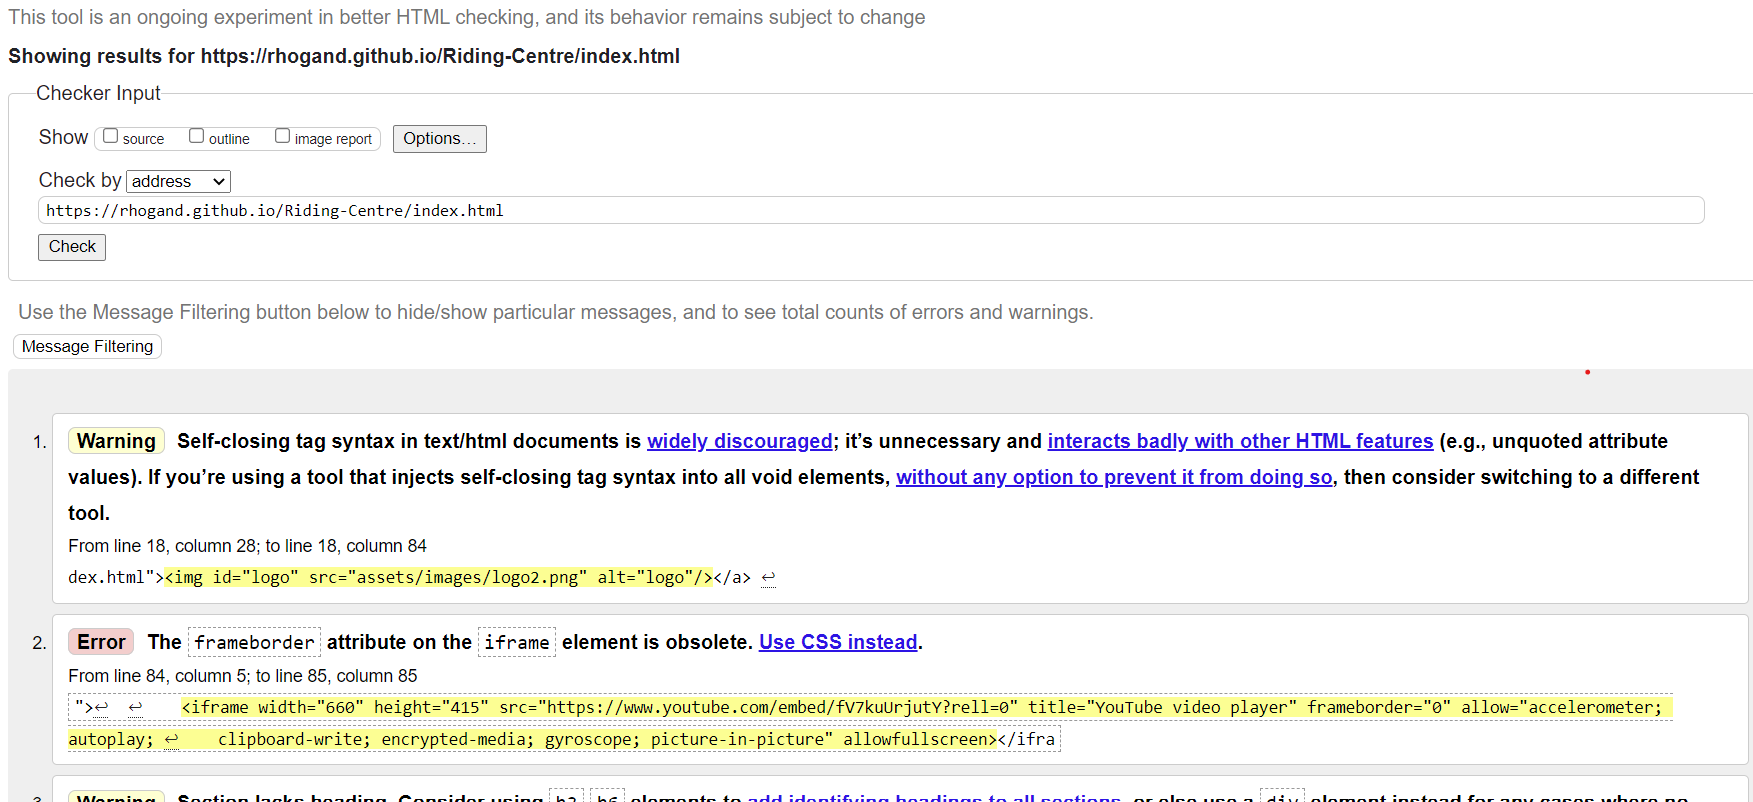 This tool is an ongoing experiment in better HTML checking, and its behavior remains subject to change
Showing results for https://rhogand.github.io/Riding-Centre/index.html
Checker Input
Show source outline image report Options...
Check by address
https://rhogand.github.io/Riding-Centre/index.html
Check
Use the Message Filtering button below to hide/show particular messages, and to see total counts of errors and warnings.
Message Filtering
1. Warning Self-closing tag syntax in text/html documents is widely discouraged; it’s unnecessary and interacts badly with other HTML features (e.g., unquoted attribute
values). If you’re using a tool that injects self-closing tag syntax into all void elements, without any option to prevent it from doing so, then consider switching to a different
tool.
From line 18, column 28; to line 18, column 84
dex.html"><img id="logo" src="assets/images/logo2.png" alt="logo"/></a> ↩
2. Error The frameborder attribute on the iframe element is obsolete. Use CSS instead.
From line 84, column 5; to line 85, column 85
">↩ ↩ <iframe width="660" height="415" src="https://www.youtube.com/embed/fV7kuUrjutY?rell=0" title="YouTube video player" frameborder="0" allow="accelerometer;
autoplay; ↩ clipboard-write; encrypted-media; gyroscope; picture-in-picture" allowfullscreen></ifra
3. Warning Section lacks heading. Consider using h2-h6 elements to add identifying headings to all sections, or else use a div element instead for any cases where no